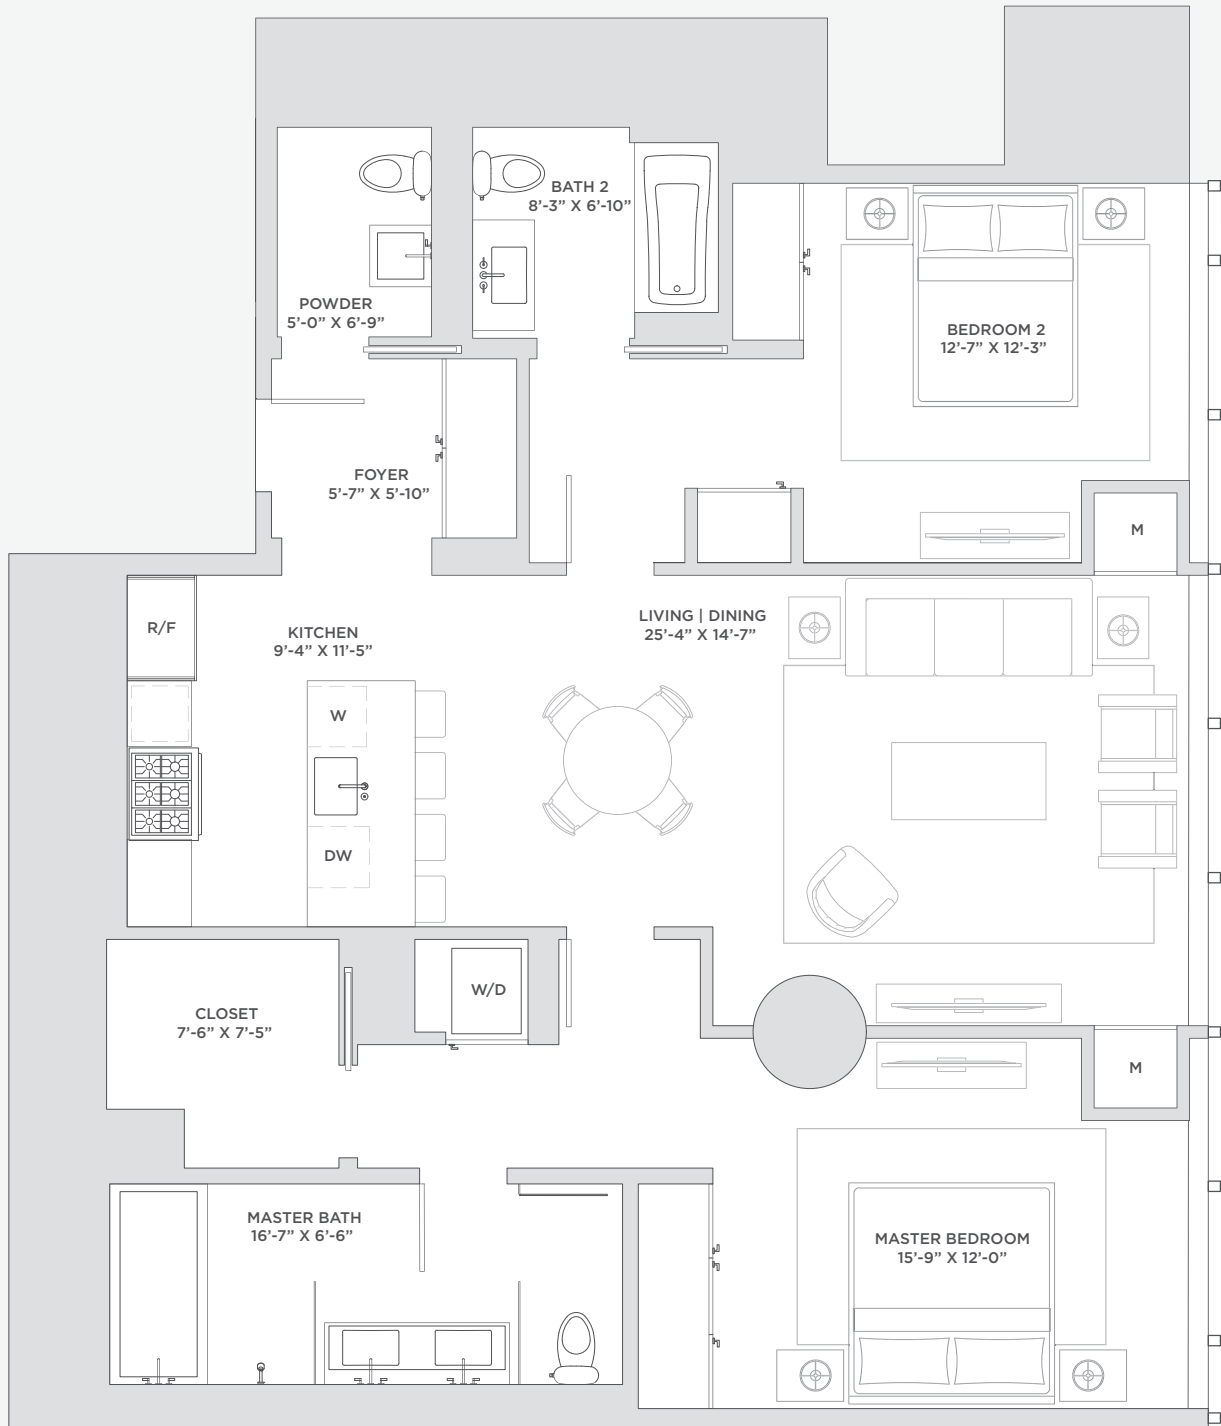 BATH 2
8’-3” X 6’-10”
POWDER
5’-0” X 6’-9”
BEDROOM 2
12’-7” X 12’-3”
FOYER
5’-7” X 5’-10”
M
R/F
KITCHEN
9’-4” X 11’-5”
LIVING | DINING
25’-4” X 14’-7”
W
DW
W/D
CLOSET
7’-6” X 7’-5”
M
MASTER BATH
16’-7” X 6’-6”
MASTER BEDROOM
15’-9” X 12’-0”